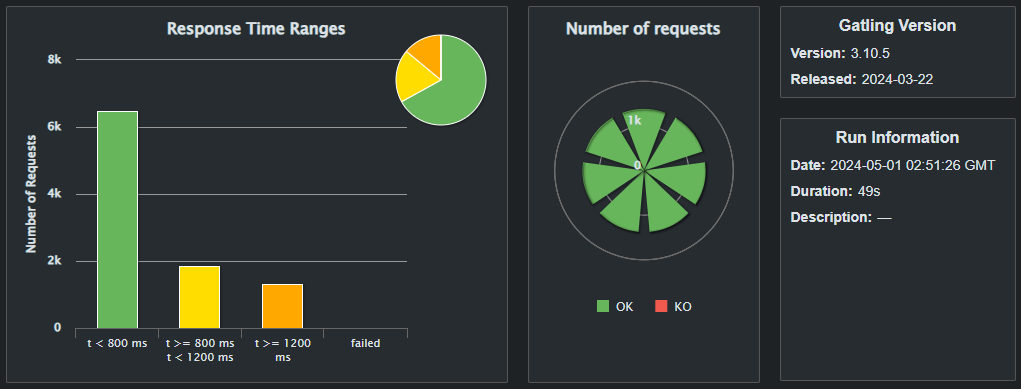 Response Time Ranges
Number of Requests
8k
6k
4k
2k
0
t < 800 ms
t >= 800 ms
t < 1200 ms
t >= 1200
ms
failed
Number of requests
1k
0
OK
KO
Gatling Version
Version: 3.10.5
Released: 2024-03-22
Run Information
Date: 2024-05-01 02:51:26 GMT
Duration: 49s
Description: —